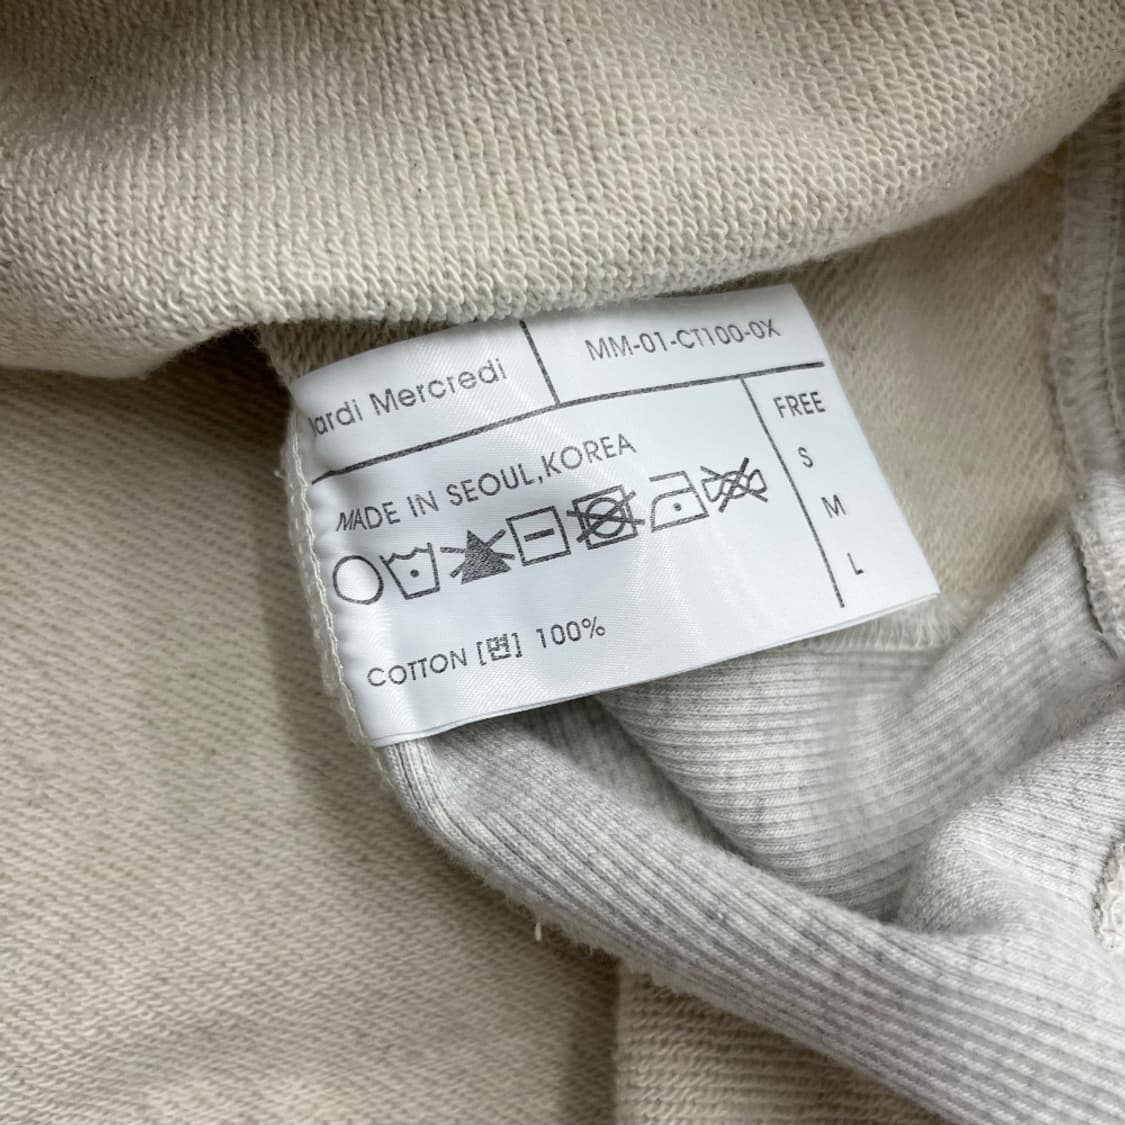 ardi Mercredi
MM-01-CT100-0X
MADE IN SEOUL,KOREA
FREE
S
M
L
COTTON [면] 100%